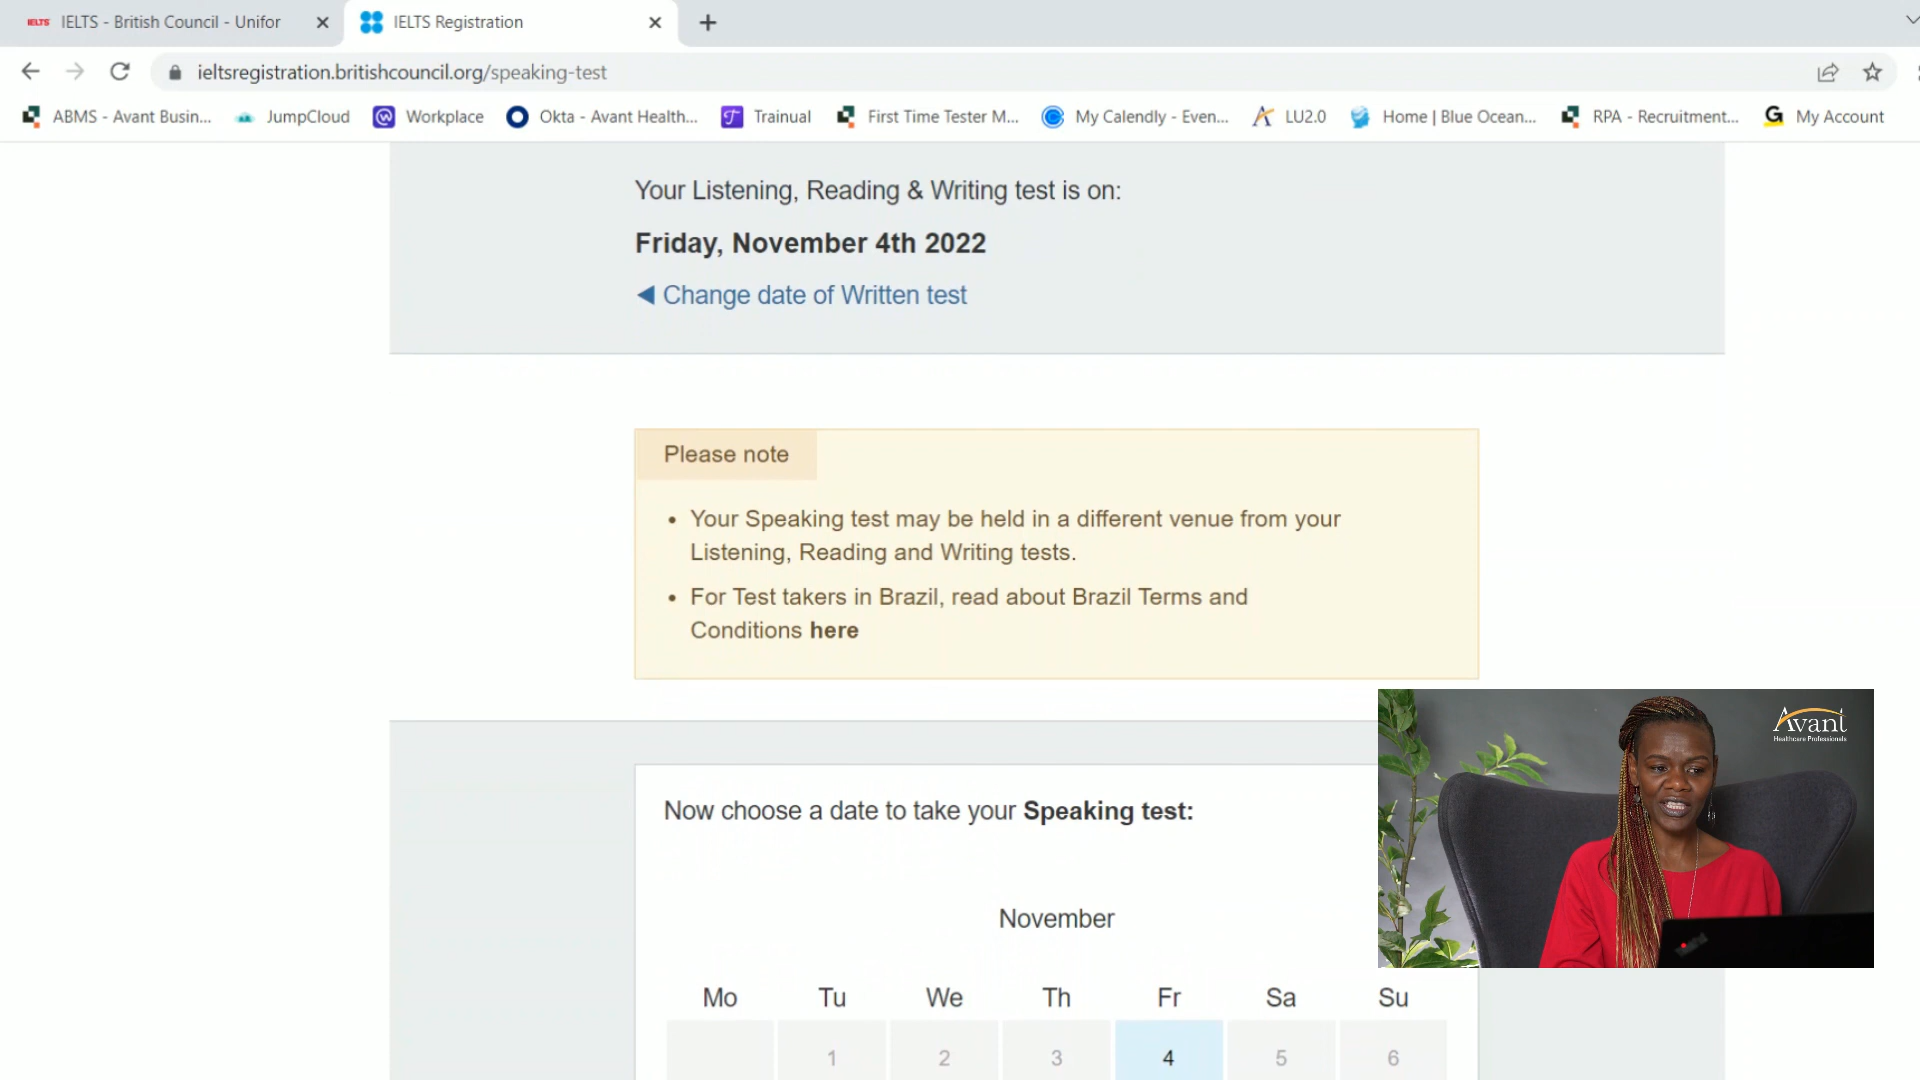 IELTS - British Council - Unifor
IELTS Registration
ieltsregistration.britishcouncil.org/speaking-test
ABMS - Avant Busin...
JumpCloud
Workplace
Okta - Avant Health...
Trainual
First Time Tester M...
My Calendly - Even...
LU2.0
Home | Blue Ocean...
RPA - Recruitment...
My Account
Your Listening, Reading & Writing test is on:
Friday, November 4th 2022
◀ Change date of Written test
Please note
• Your Speaking test may be held in a different venue from your
Listening, Reading and Writing tests.
• For Test takers in Brazil, read about Brazil Terms and
Conditions here
Avant
Healthcare Professionals
Now choose a date to take your Speaking test:
November
Mo Tu We Th Fr Sa Su
1 2 3 4 5 6